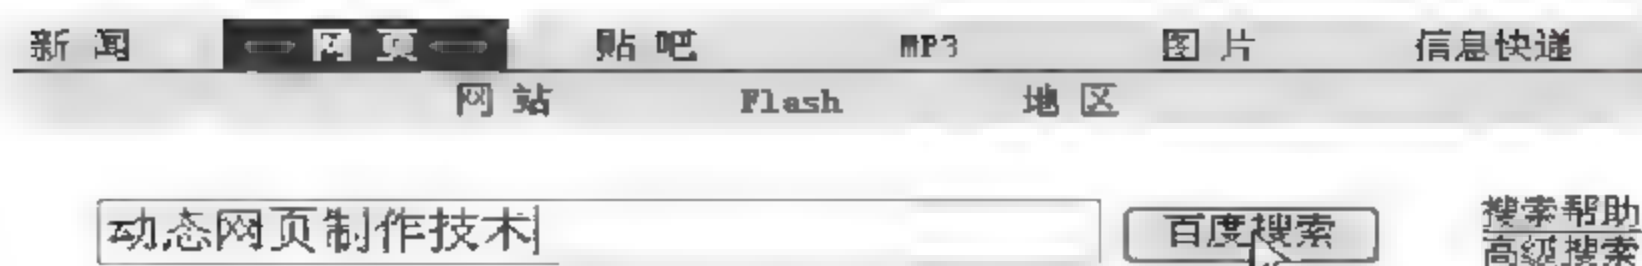 新 闻 网 页 贴 吧 MP3 图 片 信息快递
网 站 Flash 地 区
动态网页制作技术 百度搜索 搜索帮助
高级搜索